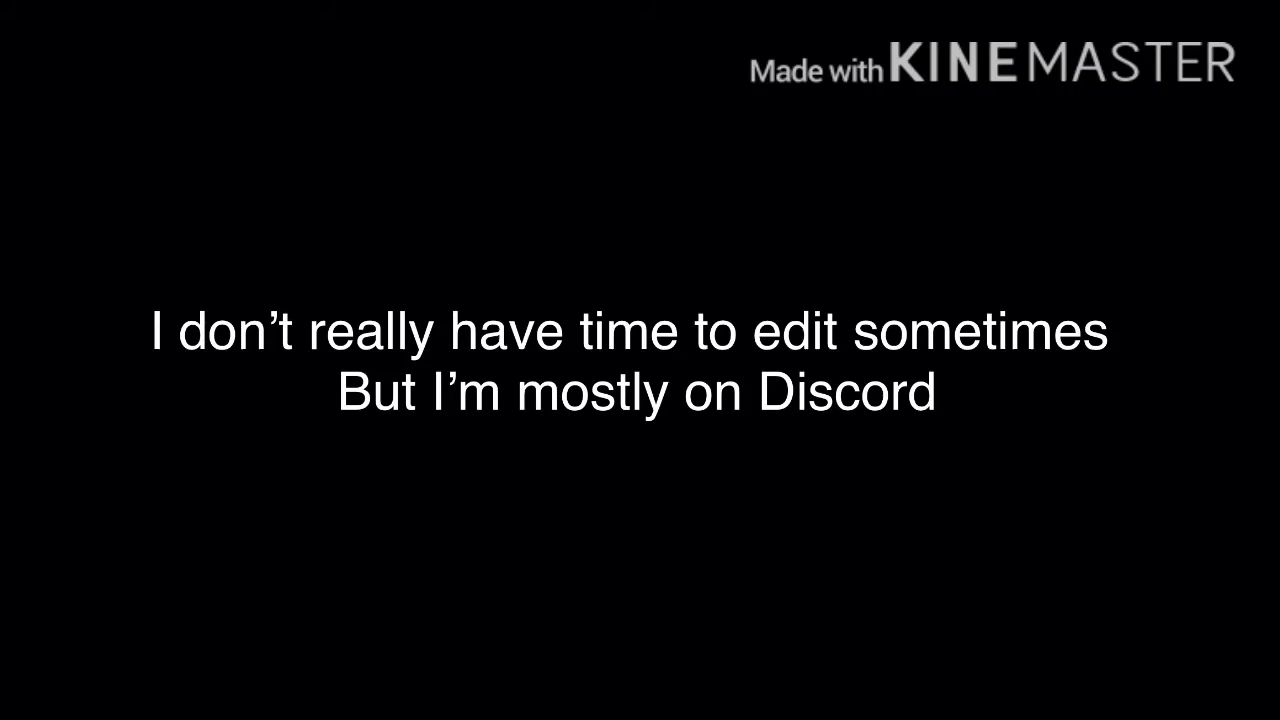 Made with KINEMASTER
I don’t really have time to edit sometimes
But I’m mostly on Discord